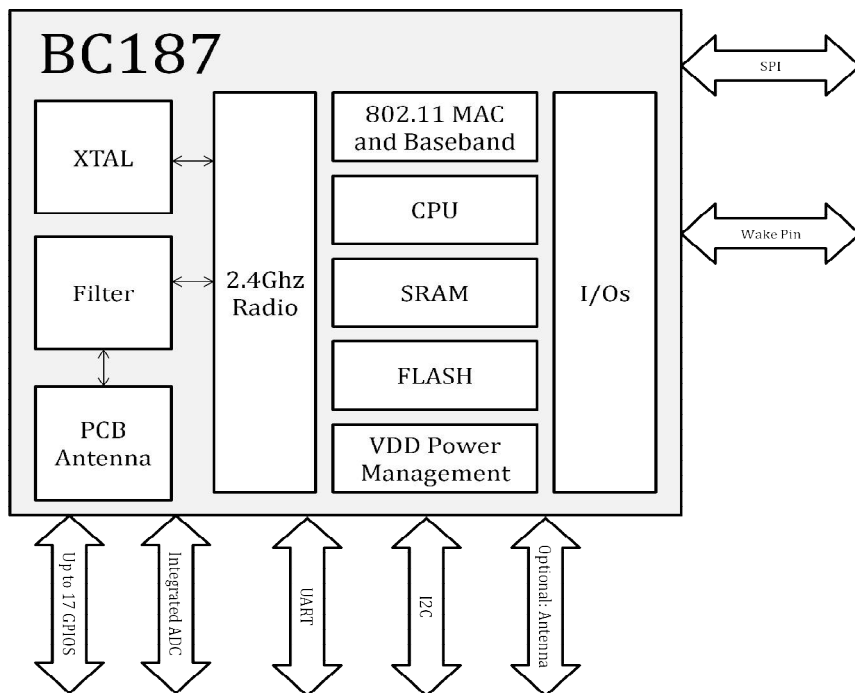 BC187
XTAL
Filter
PCB
Antenna
2.4Ghz
Radio
802.11 MAC
and Baseband
CPU
SRAM
FLASH
VDD Power
Management
I/Os
SPI
Wake Pin
Up to 17 GPIOS
Integrated ADC
UART
I2C
Optional: Antenna